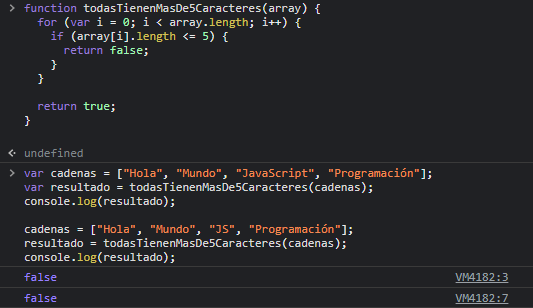 > function todasTienenMasDe5Caracteres(array) {
for (var i = 0; i < array.length; i++) {
if (array[i].length <= 5) {
return false;
}
}
return true;
}
undefined
> var cadenas = ["Hola", "Mundo", "JavaScript", "Programación"];
var resultado = todasTienenMasDe5Caracteres(cadenas);
console.log(resultado);
cadenas = ["Hola", "Mundo", "JS", "Programación"];
resultado = todasTienenMasDe5Caracteres(cadenas);
console.log(resultado);
false VM4182:3
false VM4182:7